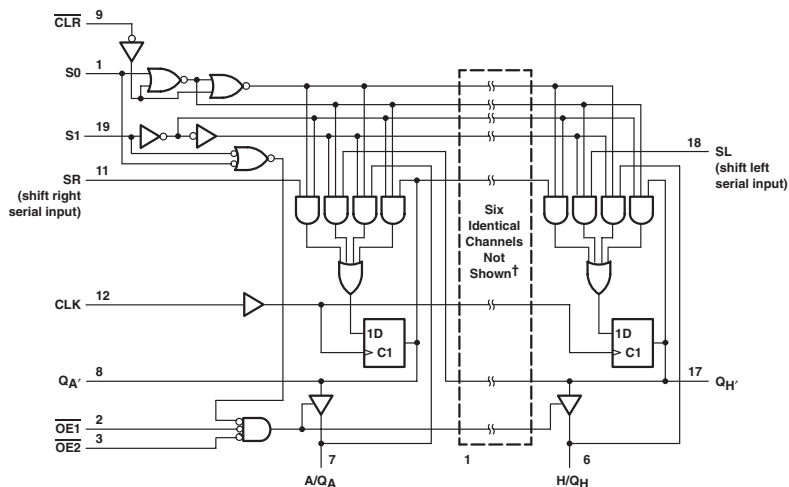 CLR 9
S0 1
S1 19
SR 11
(shift right
serial input)
18
SL
(shift left
serial input)
Six
Identical
Channels
Not
Shown†
CLK 12
1D
C1
1D
C1
QA′ 8
17
QH′
OE1 2
OE2 3
7
A/QA
1
6
H/QH